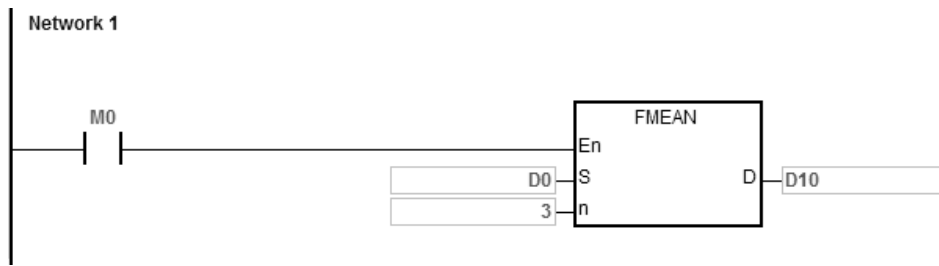 Network 1
M0
FMEAN
En
D0 S D D10
3 n